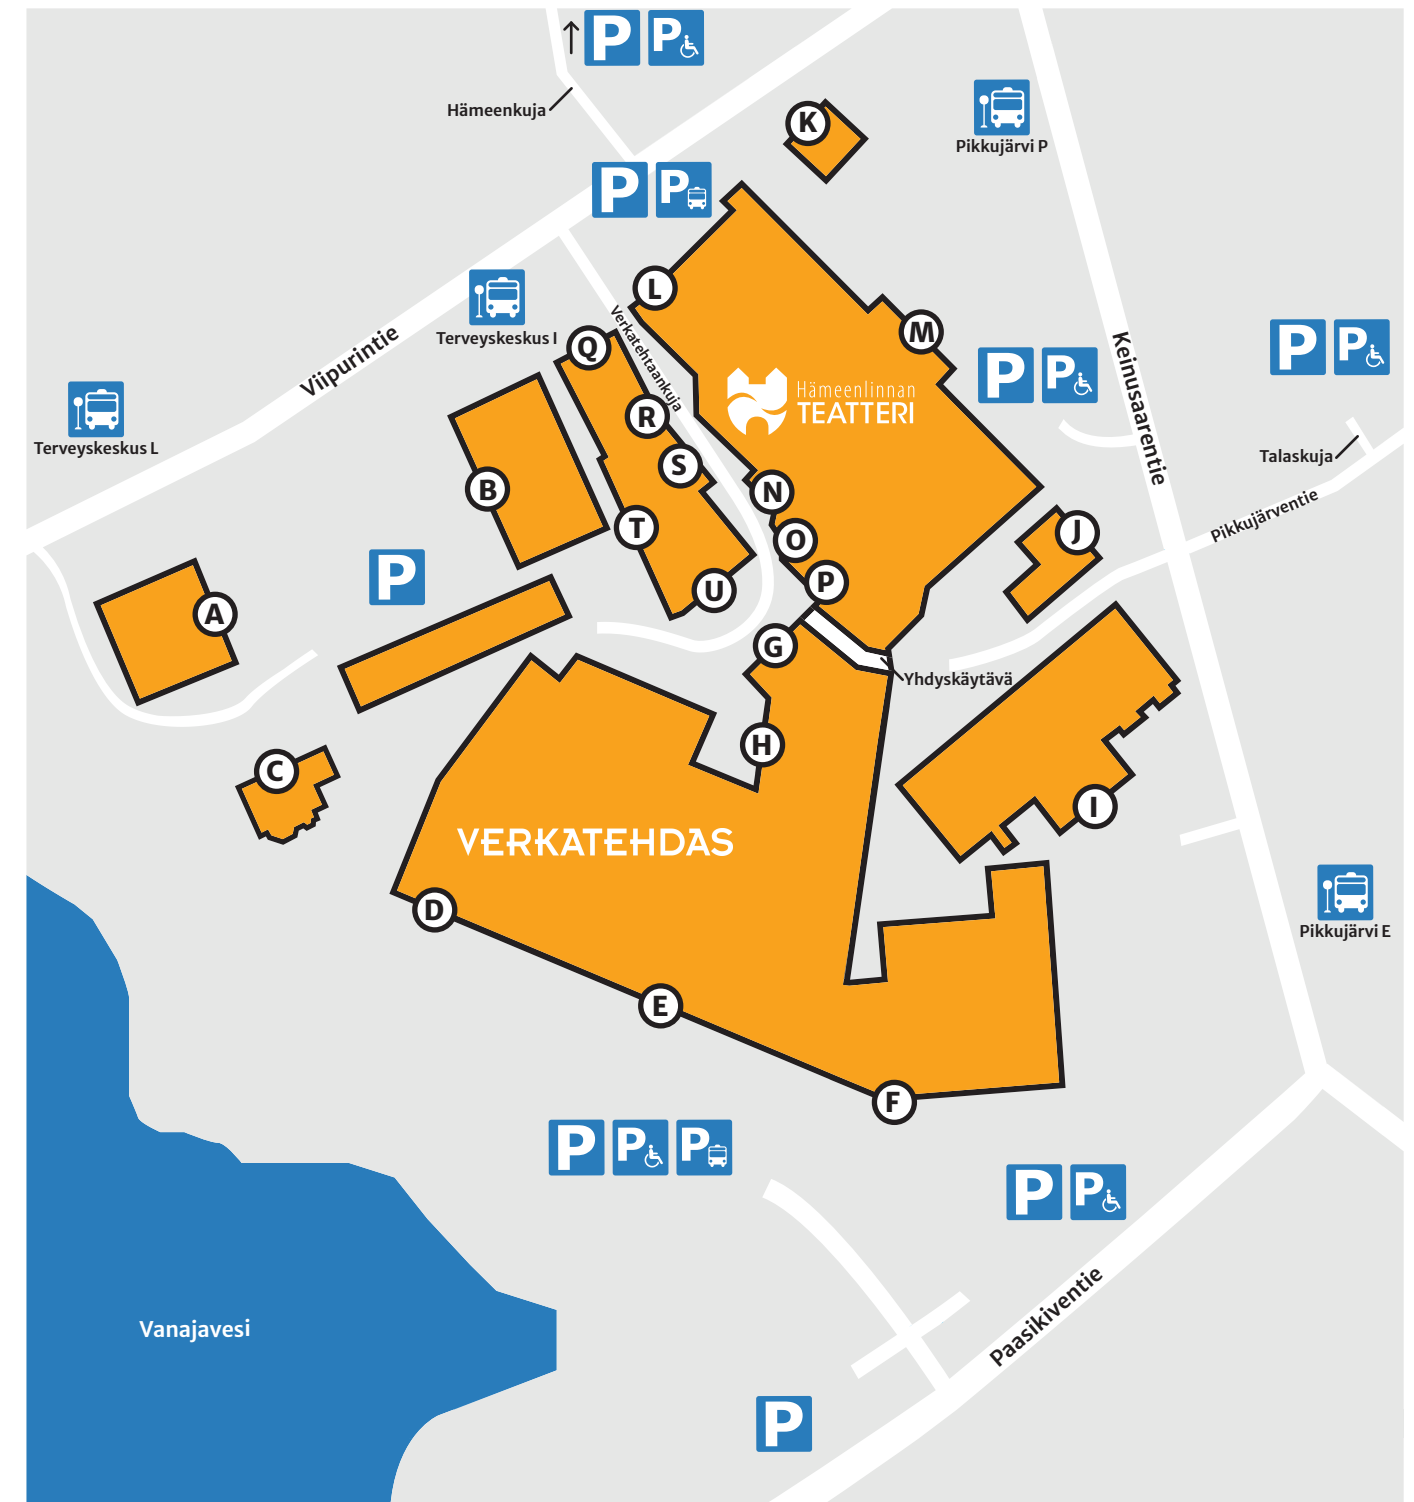 P P
Hämeenkuja
K
Pikkujärvi P
P P
L
Terveyskeskus I
Viipurintie
Verkatehtaankuja
Q
M
Keinusaarentie
P P
P P
Hämeenlinnan
TEATTERI
Terveyskeskus L
R
S
B
N
T
O
Talaskuja
Pikkujärventie
J
P
A
U
P
G
Yhdyskäytävä
H
C
I
VERKATEHDAS
D
Pikkujärvi E
E
F
P P P
P P
Vanajavesi
Paasikiventie
P